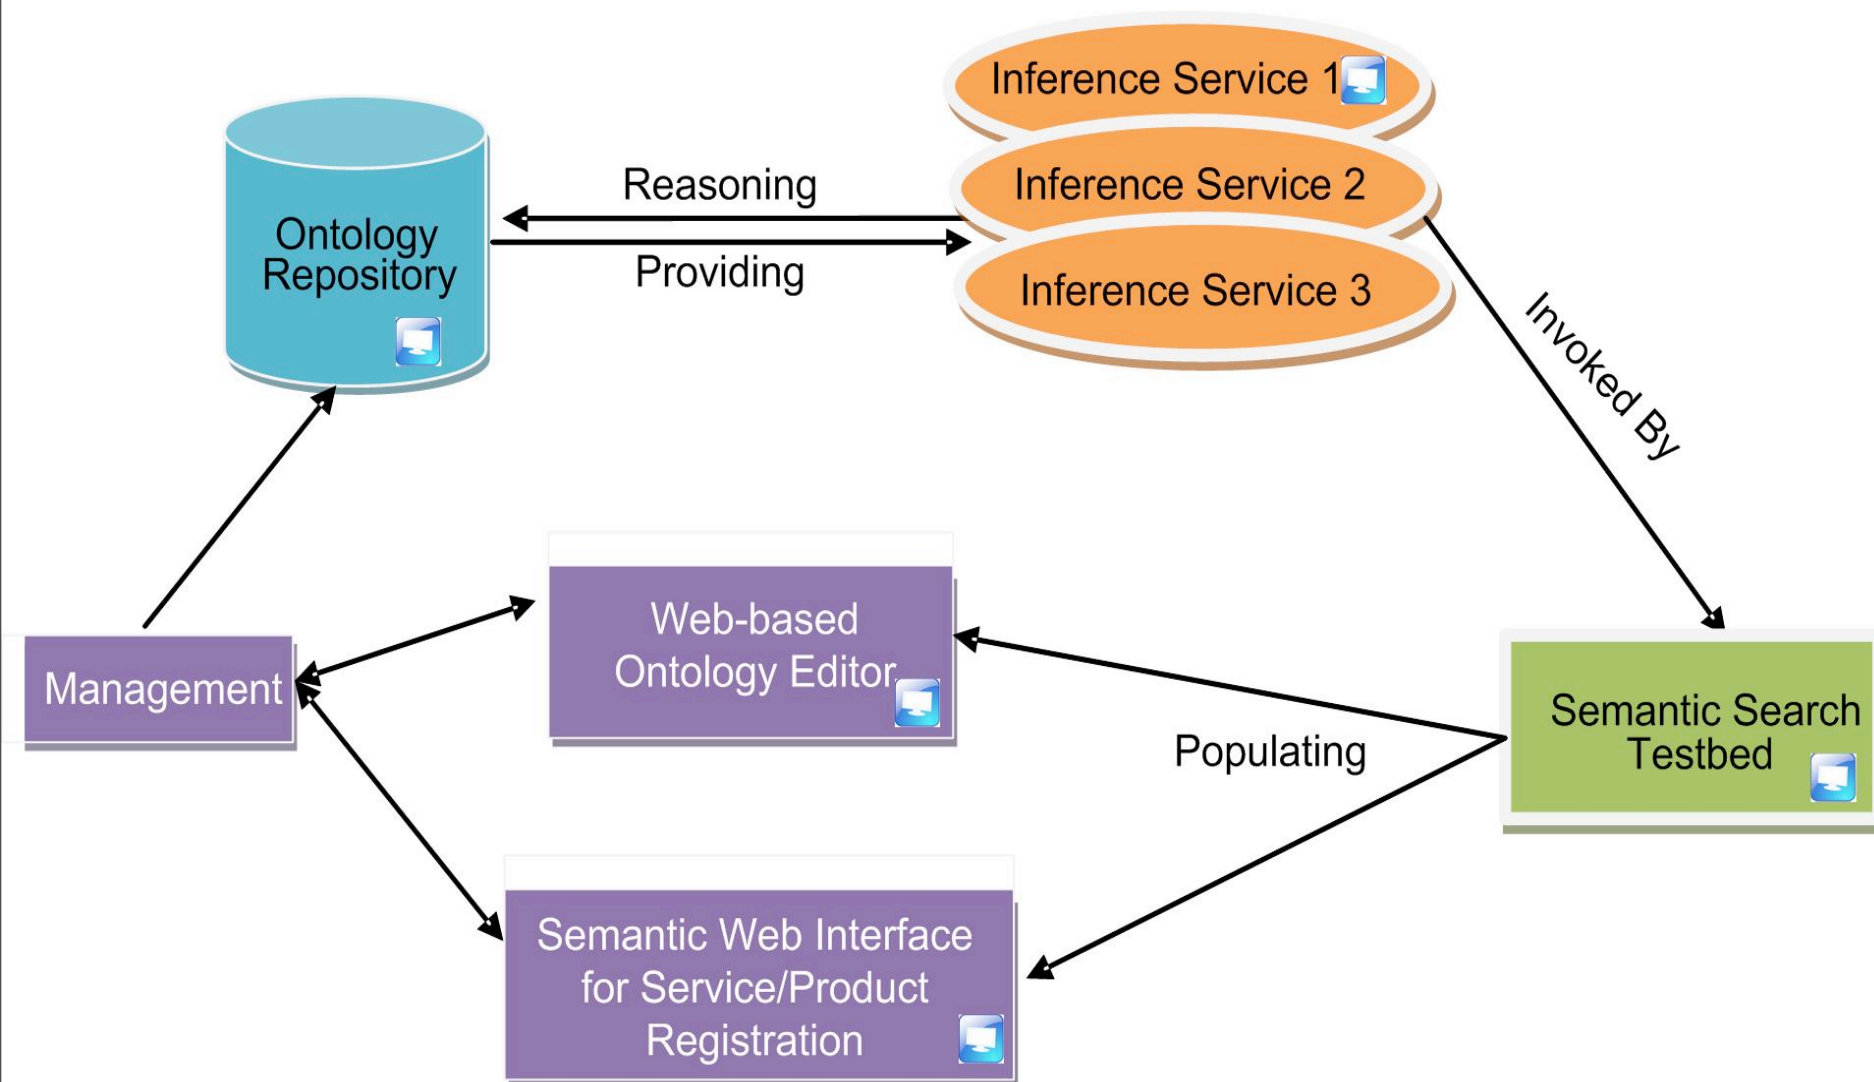 Inference Service 1
Reasoning
Inference Service 2
Ontology
Repository
Providing
Inference Service 3
Invoked By
Web-based
Ontology Editor
Management
Semantic Search
Testbed
Populating
Semantic Web Interface
for Service/Product
Registration